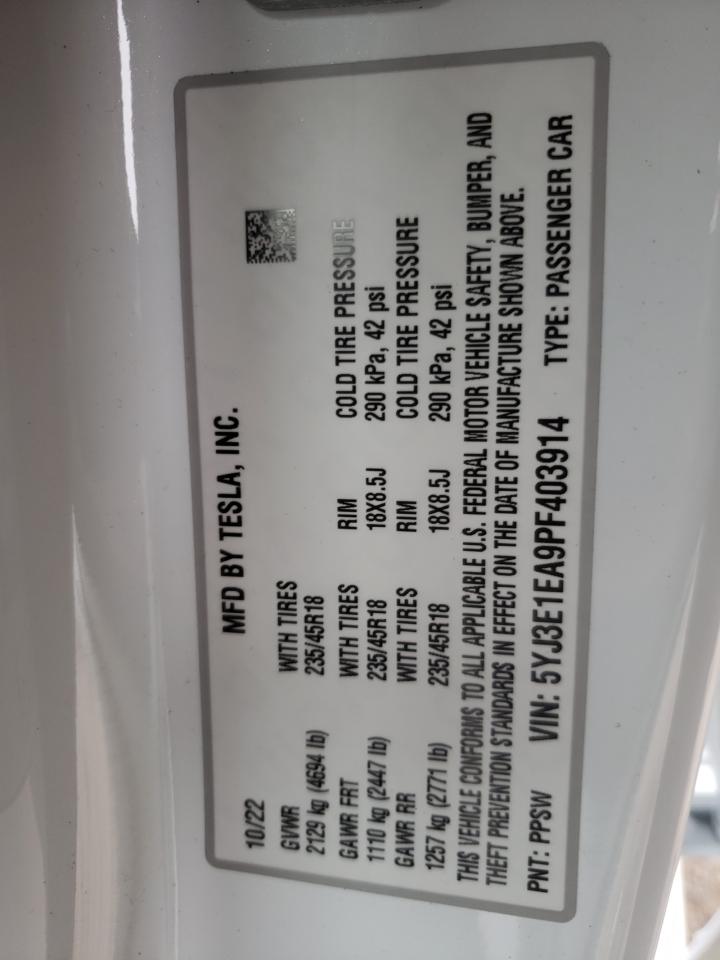 MFD BY TESLA, INC.
10/22
GVWR WITH TIRES
2129 kg (4694 lb) 235/45R18
GAWR FRT WITH TIRES RIM COLD TIRE PRESSURE
1110 kg (2447 lb) 235/45R18 18X8.5J 290 kPa, 42 psi
GAWR RR WITH TIRES RIM COLD TIRE PRESSURE
1257 kg (2771 lb) 235/45R18 18X8.5J 290 kPa, 42 psi
THIS VEHICLE CONFORMS TO ALL APPLICABLE U.S. FEDERAL MOTOR VEHICLE SAFETY, BUMPER, AND
THEFT PREVENTION STANDARDS IN EFFECT ON THE DATE OF MANUFACTURE SHOWN ABOVE.
PNT: PPSW VIN: 5YJ3E1EA9PF403914 TYPE: PASSENGER CAR